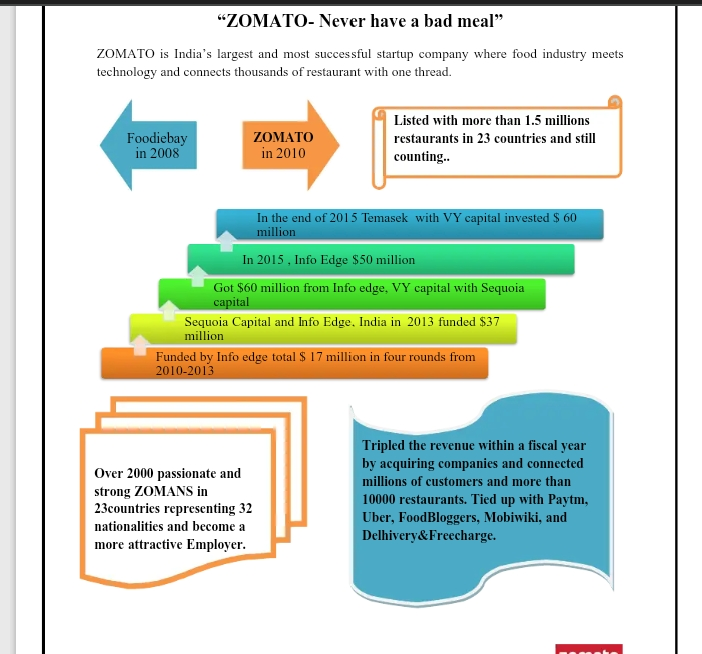 “ZOMATO- Never have a bad meal”
ZOMATO is India’s largest and most successful startup company where food industry meets
technology and connects thousands of restaurant with one thread.
Foodiebay
in 2008
ZOMATO
in 2010
Listed with more than 1.5 millions
restaurants in 23 countries and still
counting..
In the end of 2015 Temasek with VY capital invested $ 60
million
In 2015 , Info Edge $50 million
Got $60 million from Info edge, VY capital with Sequoia
capital
Sequoia Capital and Info Edge, India in 2013 funded $37
million
Funded by Info edge total $ 17 million in four rounds from
2010-2013
Over 2000 passionate and
strong ZOMANS in
23countries representing 32
nationalities and become a
more attractive Employer.
Tripled the revenue within a fiscal year
by acquiring companies and connected
millions of customers and more than
10000 restaurants. Tied up with Paytm,
Uber, FoodBloggers, Mobiwiki, and
Delhivery&Freecharge.